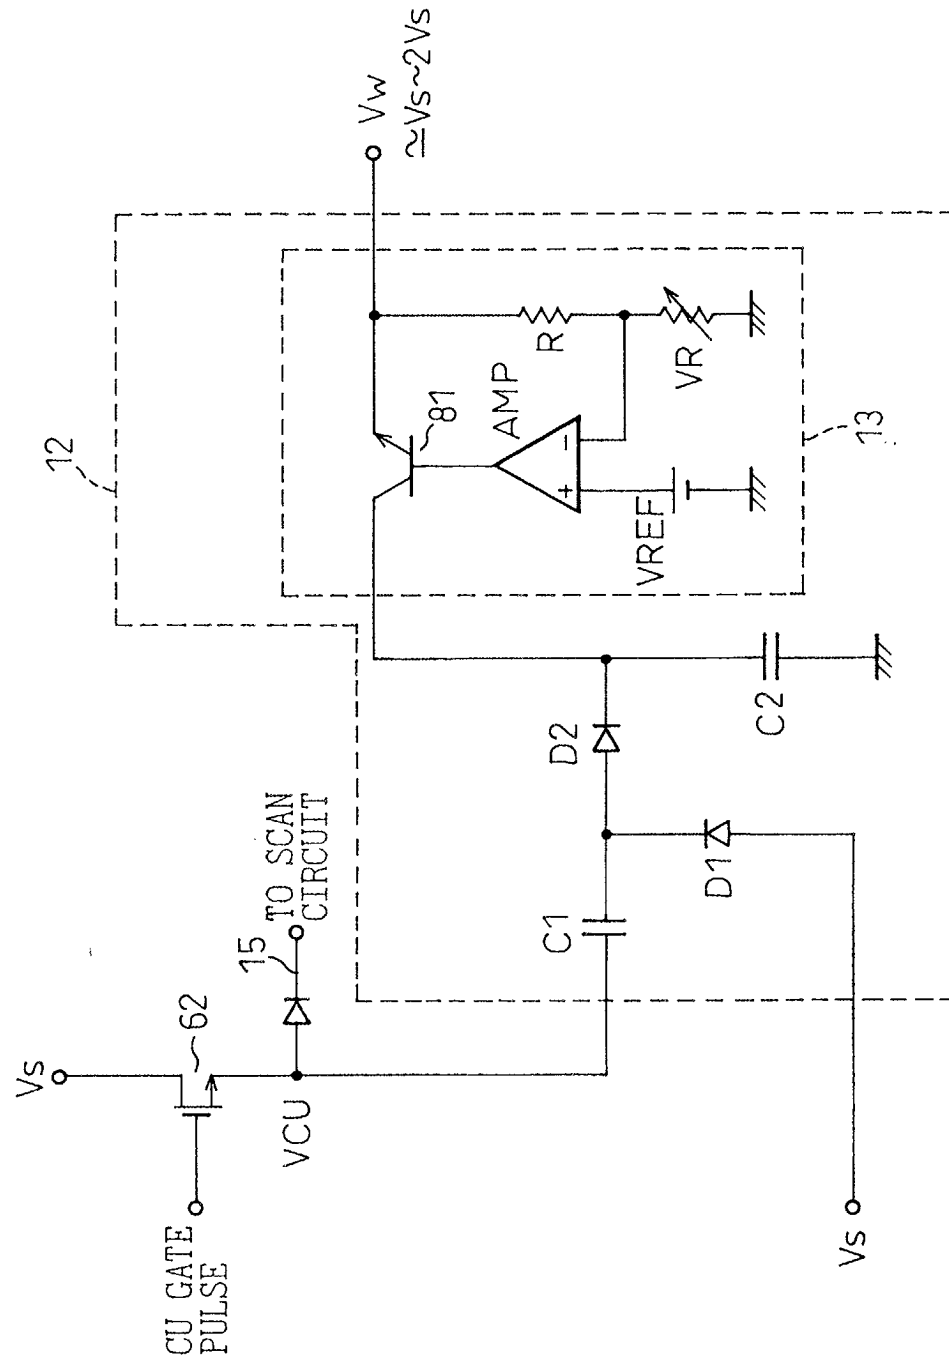 12
Vw
≃Vs~2Vs
81
AMP
R
VR
VREF
13
D2
C2
TO SCAN
CIRCUIT
15
C1
D1
Vs
62
VCU
CU GATE
PULSE
Vs
+
-